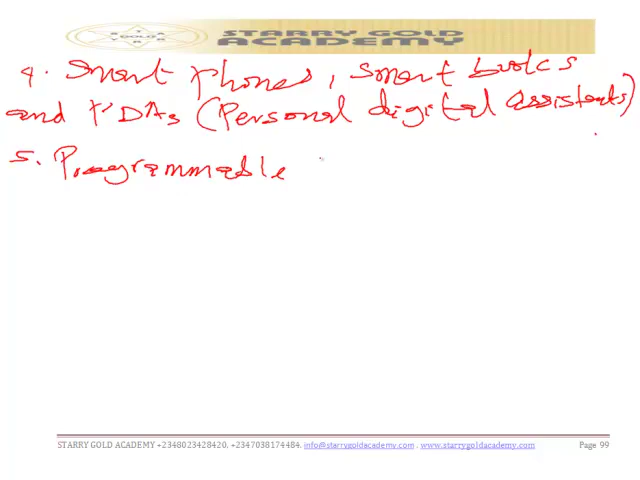 STARRY GOLD
ACADEMY
4. Smart phones, Smart books
and PDAs (Personal digital assistants)
5. Programmable
STARRY GOLD ACADEMY +2348023428420, +2347038174484, info@starrygoldacademy.com , www.starrygoldacademy.com Page 99